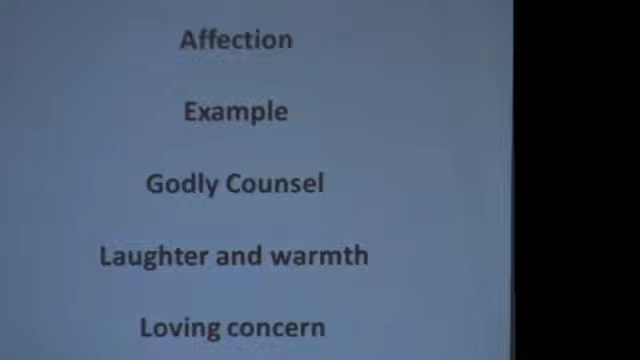 Affection
Example
Godly Counsel
Laughter and warmth
Loving concern